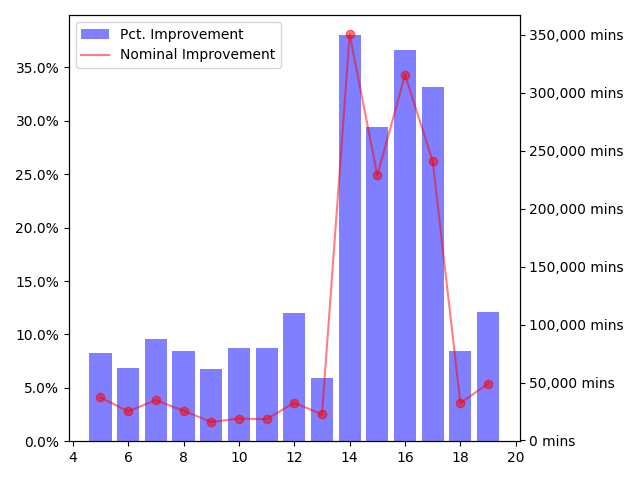 Pct. Improvement
Nominal Improvement
35.0%
30.0%
25.0%
20.0%
15.0%
10.0%
5.0%
0.0%
350,000 mins
300,000 mins
250,000 mins
200,000 mins
150,000 mins
100,000 mins
50,000 mins
0 mins
4 6 8 10 12 14 16 18 20